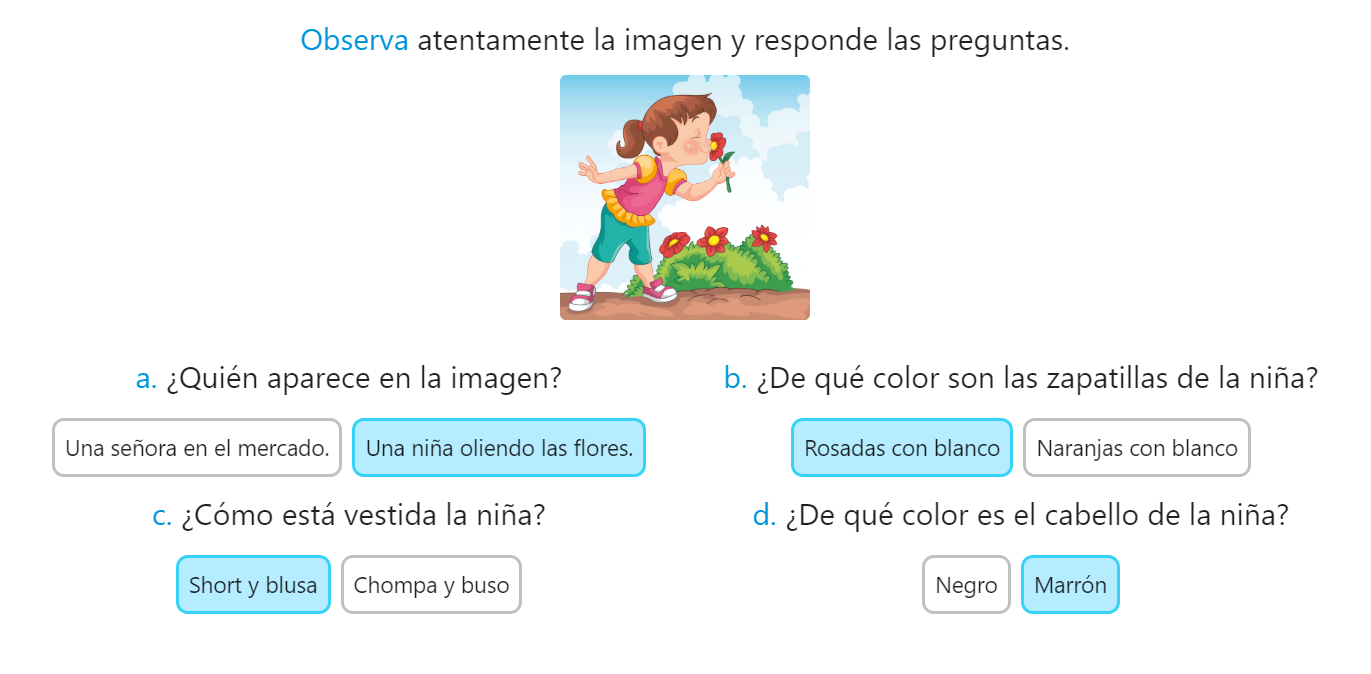 Observa atentamente la imagen y responde las preguntas.
a. ¿Quién aparece en la imagen?
Una señora en el mercado.
Una niña oliendo las flores.
b. ¿De qué color son las zapatillas de la niña?
Rosadas con blanco
Naranjas con blanco
c. ¿Cómo está vestida la niña?
Short y blusa
Chompa y buso
d. ¿De qué color es el cabello de la niña?
Negro
Marrón